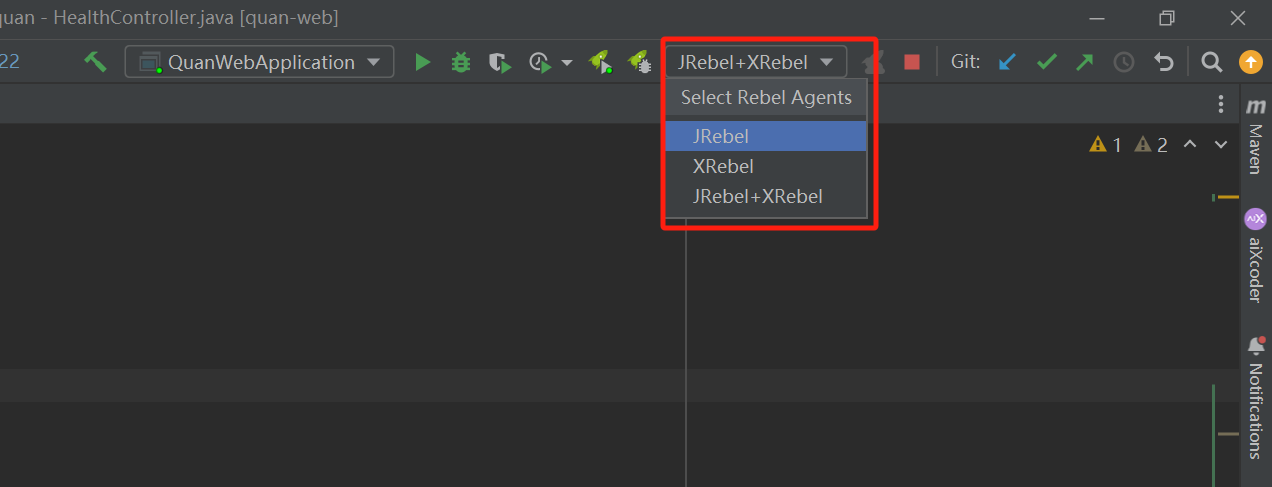 quan - HealthController.java [quan-web]
22
QuanWebApplication
JRebel+XRebel
Git:
Select Rebel Agents
JRebel
XRebel
JRebel+XRebel
1
2
m
Maven
aiXcoder
Notifications